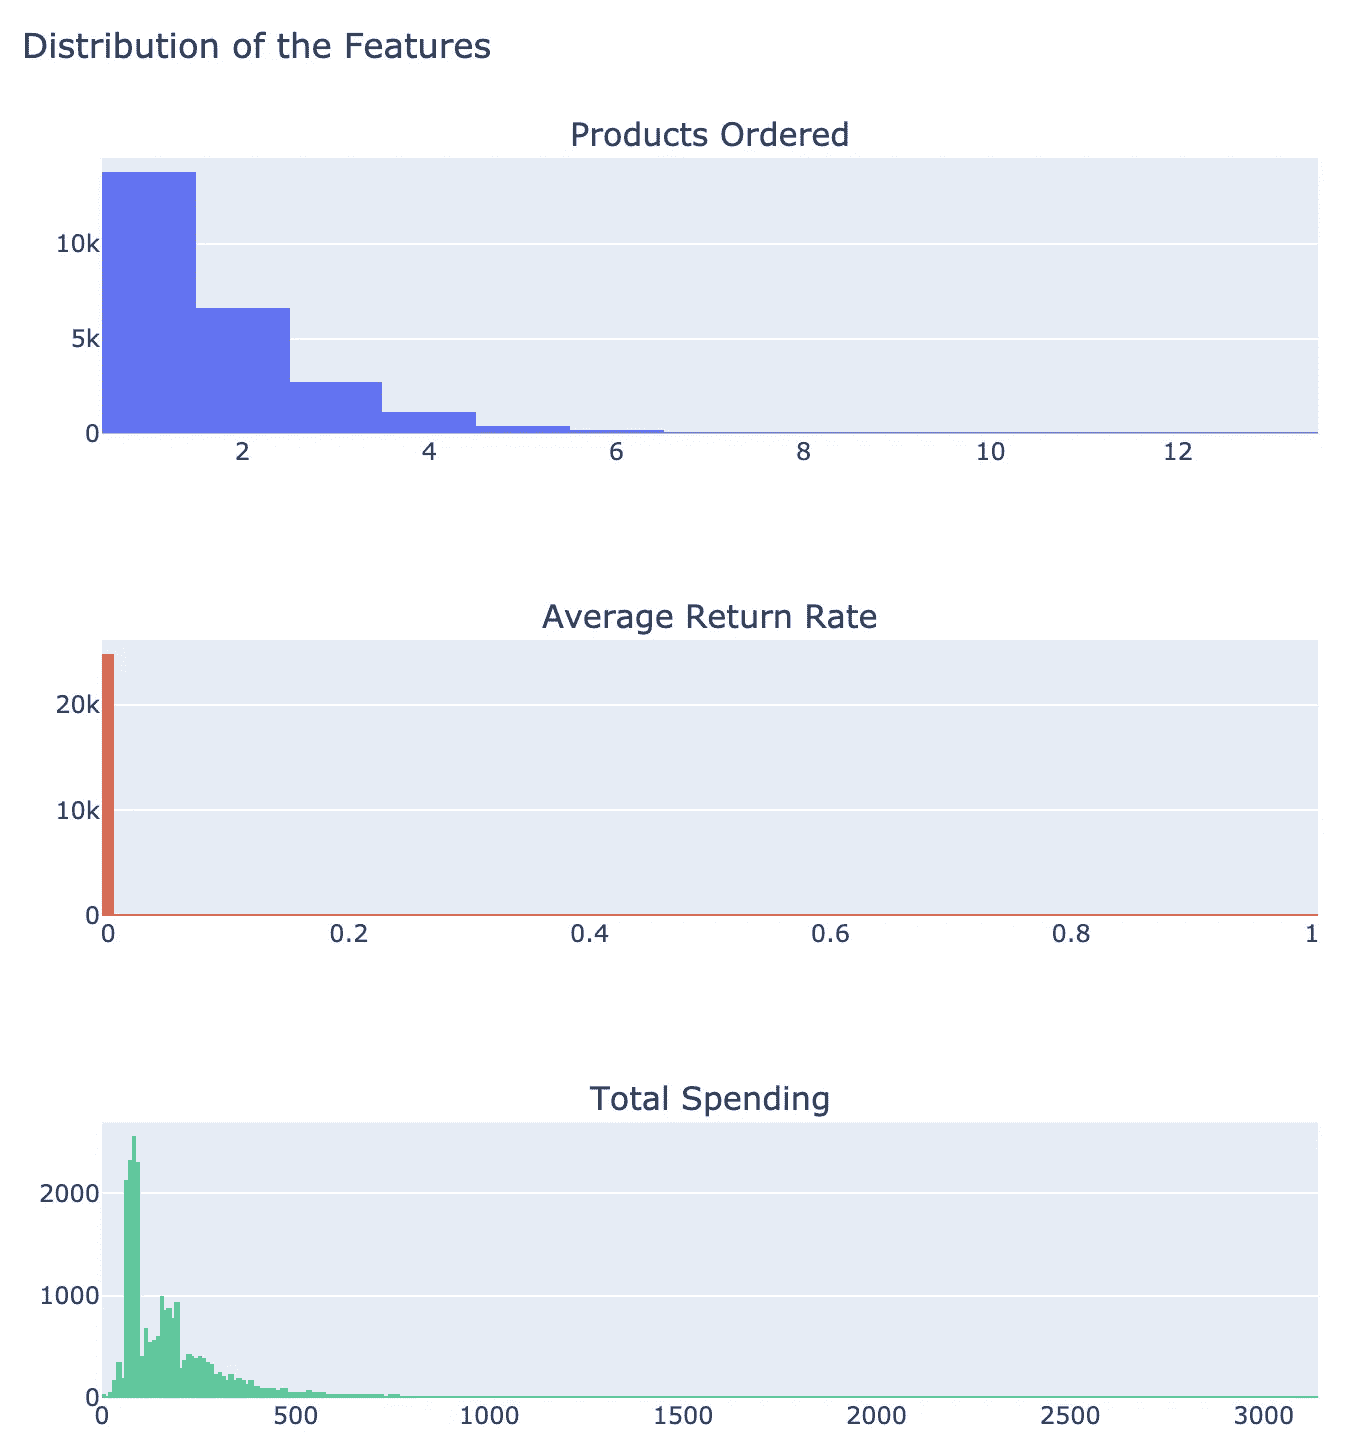 Distribution of the Features
Products Ordered
10k
5k
0
2 4 6 8 10 12
Average Return Rate
20k
10k
0
0 0.2 0.4 0.6 0.8 1
Total Spending
2000
1000
0
0 500 1000 1500 2000 2500 3000